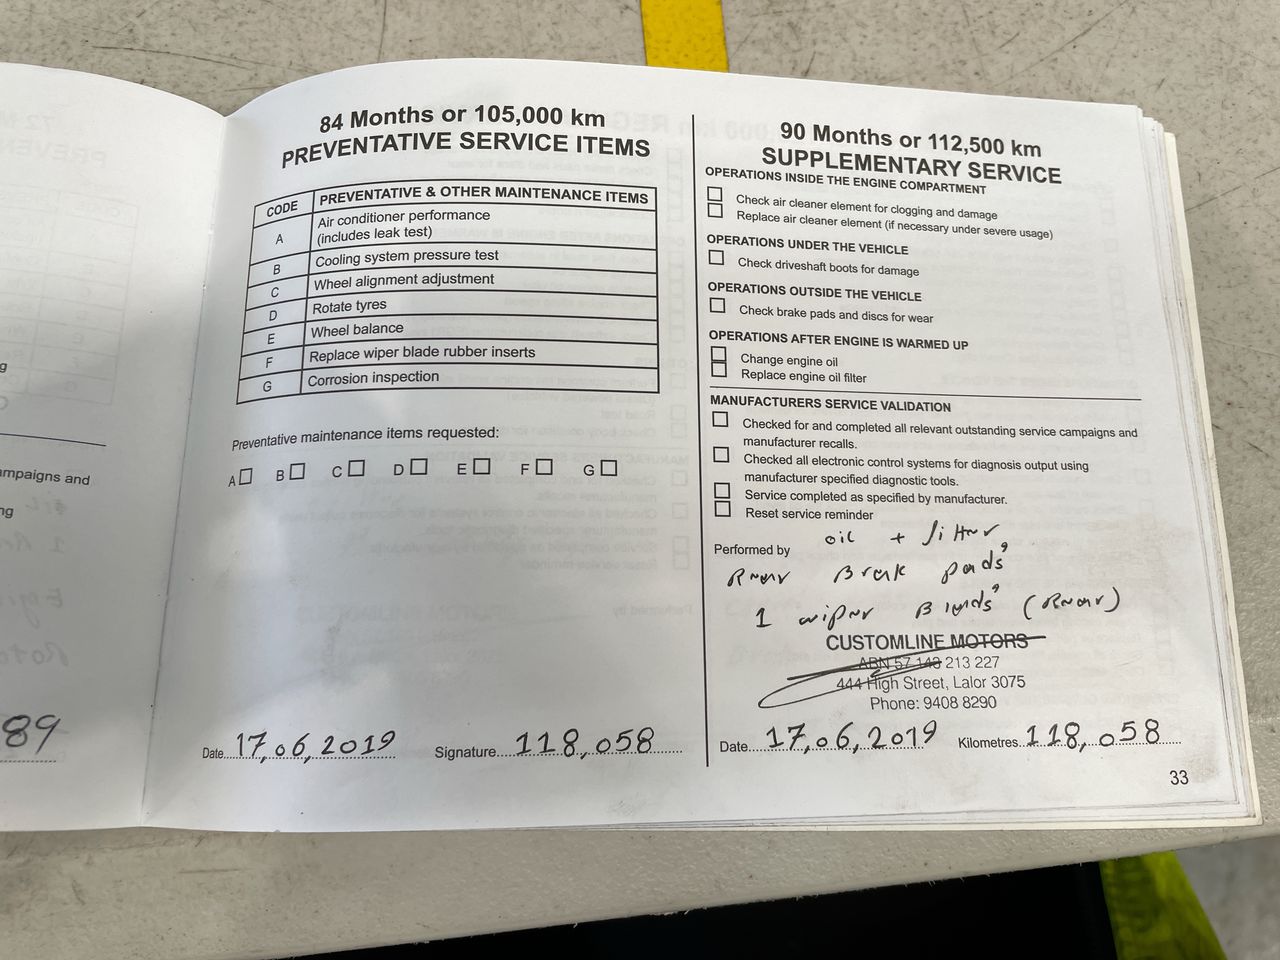 g
ampaigns and
ng
89
84 Months or 105,000 km
PREVENTATIVE SERVICE ITEMS
CODE PREVENTATIVE & OTHER MAINTENANCE ITEMS
A Air conditioner performance
(includes leak test)
B Cooling system pressure test
C Wheel alignment adjustment
D Rotate tyres
E Wheel balance
F Replace wiper blade rubber inserts
G Corrosion inspection
Preventative maintenance items requested:
A B C D E F G
Date 17,06,2019 Signature 118,058
90 Months or 112,500 km
SUPPLEMENTARY SERVICE
OPERATIONS INSIDE THE ENGINE COMPARTMENT
Check air cleaner element for clogging and damage
Replace air cleaner element (if necessary under severe usage)
OPERATIONS UNDER THE VEHICLE
Check driveshaft boots for damage
OPERATIONS OUTSIDE THE VEHICLE
Check brake pads and discs for wear
OPERATIONS AFTER ENGINE IS WARMED UP
Change engine oil
Replace engine oil filter
MANUFACTURERS SERVICE VALIDATION
Checked for and completed all relevant outstanding service campaigns and
manufacturer recalls.
Checked all electronic control systems for diagnosis output using
manufacturer specified diagnostic tools.
Service completed as specified by manufacturer.
Reset service reminder
oil +
Performed by
Rear Break pads'
1 wiper (Rear)
CUSTOMLINE MOTORS
ABN 57 148 213 227
444 High Street, Lalor 3075
Phone: 9408 8290
Date 17,06,2019 Kilometres 118,058
33